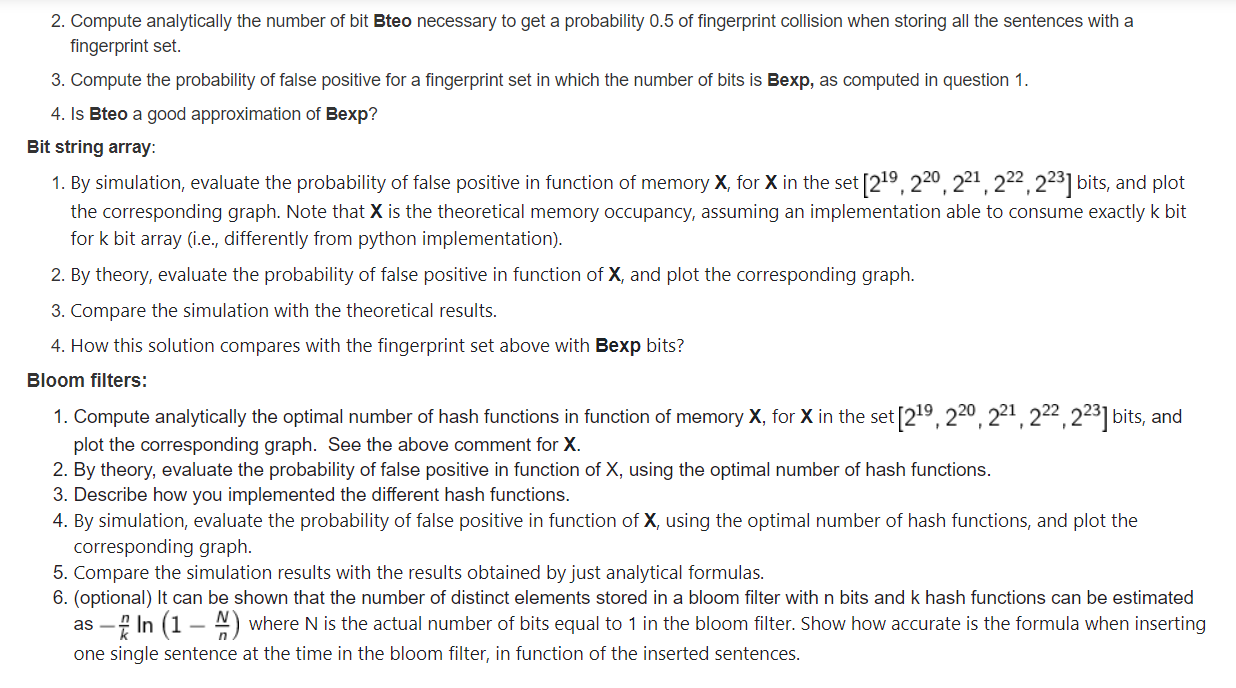 2. Compute analytically the number of bit Bteo necessary to get a probability 0.5 of fingerprint collision when storing all the sentences with a
fingerprint set.
3. Compute the probability of false positive for a fingerprint set in which the number of bits is Bexp, as computed in question 1.
4. Is Bteo a good approximation of Bexp?
Bit string array:
1. By simulation, evaluate the probability of false positive in function of memory X, for X in the set [2^19, 2^20, 2^21, 2^22, 2^23] bits, and plot
the corresponding graph. Note that X is the theoretical memory occupancy, assuming an implementation able to consume exactly k bit
for k bit array (i.e., differently from python implementation).
2. By theory, evaluate the probability of false positive in function of X, and plot the corresponding graph.
3. Compare the simulation with the theoretical results.
4. How this solution compares with the fingerprint set above with Bexp bits?
Bloom filters:
1. Compute analytically the optimal number of hash functions in function of memory X, for X in the set [2^19, 2^20, 2^21, 2^22, 2^23] bits, and
plot the corresponding graph. See the above comment for X.
2. By theory, evaluate the probability of false positive in function of X, using the optimal number of hash functions.
3. Describe how you implemented the different hash functions.
4. By simulation, evaluate the probability of false positive in function of X, using the optimal number of hash functions, and plot the
corresponding graph.
5. Compare the simulation results with the results obtained by just analytical formulas.
6. (optional) It can be shown that the number of distinct elements stored in a bloom filter with n bits and k hash functions can be estimated
as −n/k ln (1 − N/n) where N is the actual number of bits equal to 1 in the bloom filter. Show how accurate is the formula when inserting
one single sentence at the time in the bloom filter, in function of the inserted sentences.